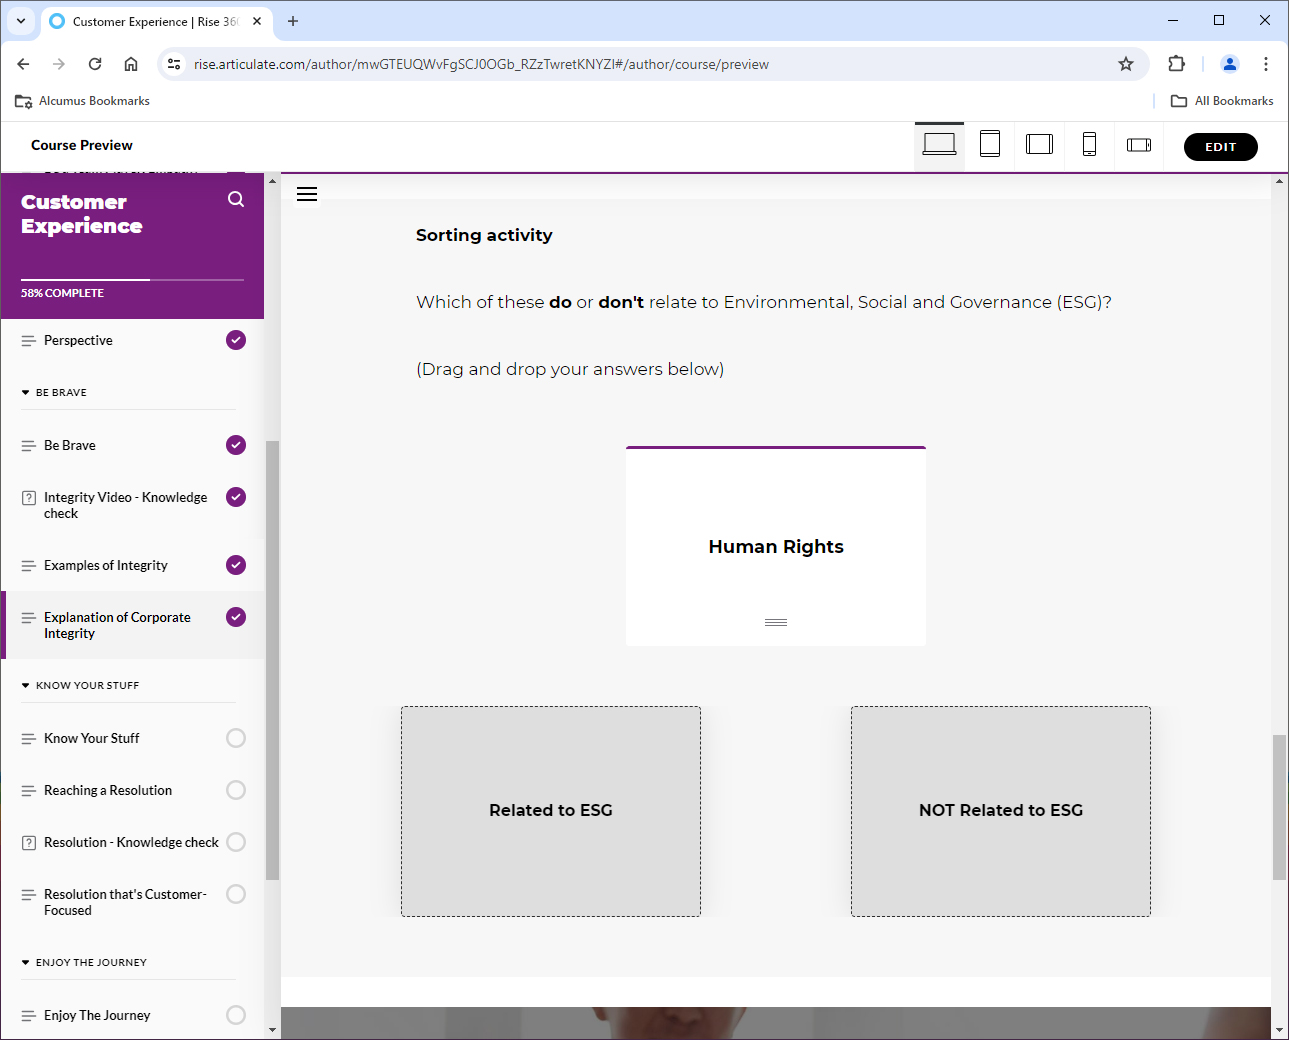 Customer Experience | Rise 360
rise.articulate.com/author/mwGTEUQWvFgSCJ0OGb_RZzTwretKNYZI#/author/course/preview
Alcumus Bookmarks
All Bookmarks
Course Preview
EDIT
Customer
Experience
58% COMPLETE
Perspective
BE BRAVE
Be Brave
Integrity Video - Knowledge
check
Examples of Integrity
Explanation of Corporate
Integrity
KNOW YOUR STUFF
Know Your Stuff
Reaching a Resolution
Resolution - Knowledge check
Resolution that's Customer-
Focused
ENJOY THE JOURNEY
Enjoy The Journey
Sorting activity
Which of these do or don't relate to Environmental, Social and Governance (ESG)?
(Drag and drop your answers below)
Human Rights
Related to ESG
NOT Related to ESG